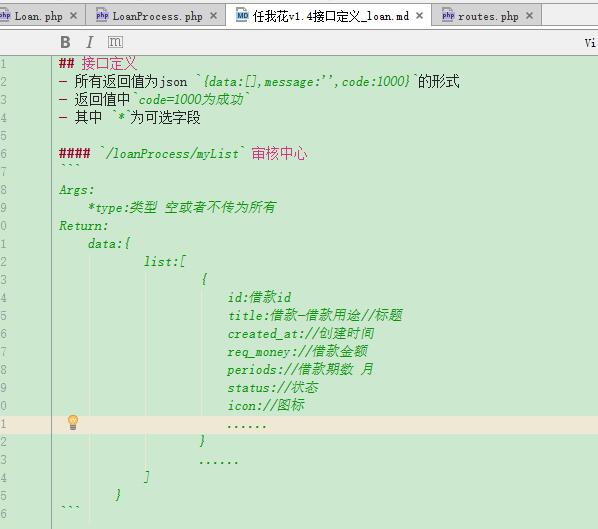 Loan.php × LoanProcess.php × 任我花v1.4接口定义_loan.md × routes.php ×
B I m Vi
1 ## 接口定义
2 - 所有返回值为json `{data:[],message:'',code:1000}`的形式
3 - 返回值中`code=1000为成功`
4 - 其中 `*`为可选字段
5
6 #### `/loanProcess/myList` 审核中心
7 ```
8 Args:
9 *type:类型 空或者不传为所有
0 Return:
1 data:{
2 list:[
3 {
4 id:借款id
5 title:借款-借款用途//标题
6 created_at://创建时间
7 req_money://借款金额
8 periods://借款期数 月
9 status://状态
0 icon://图标
1 ......
2 }
3 ......
4 ]
5 }
6 ```